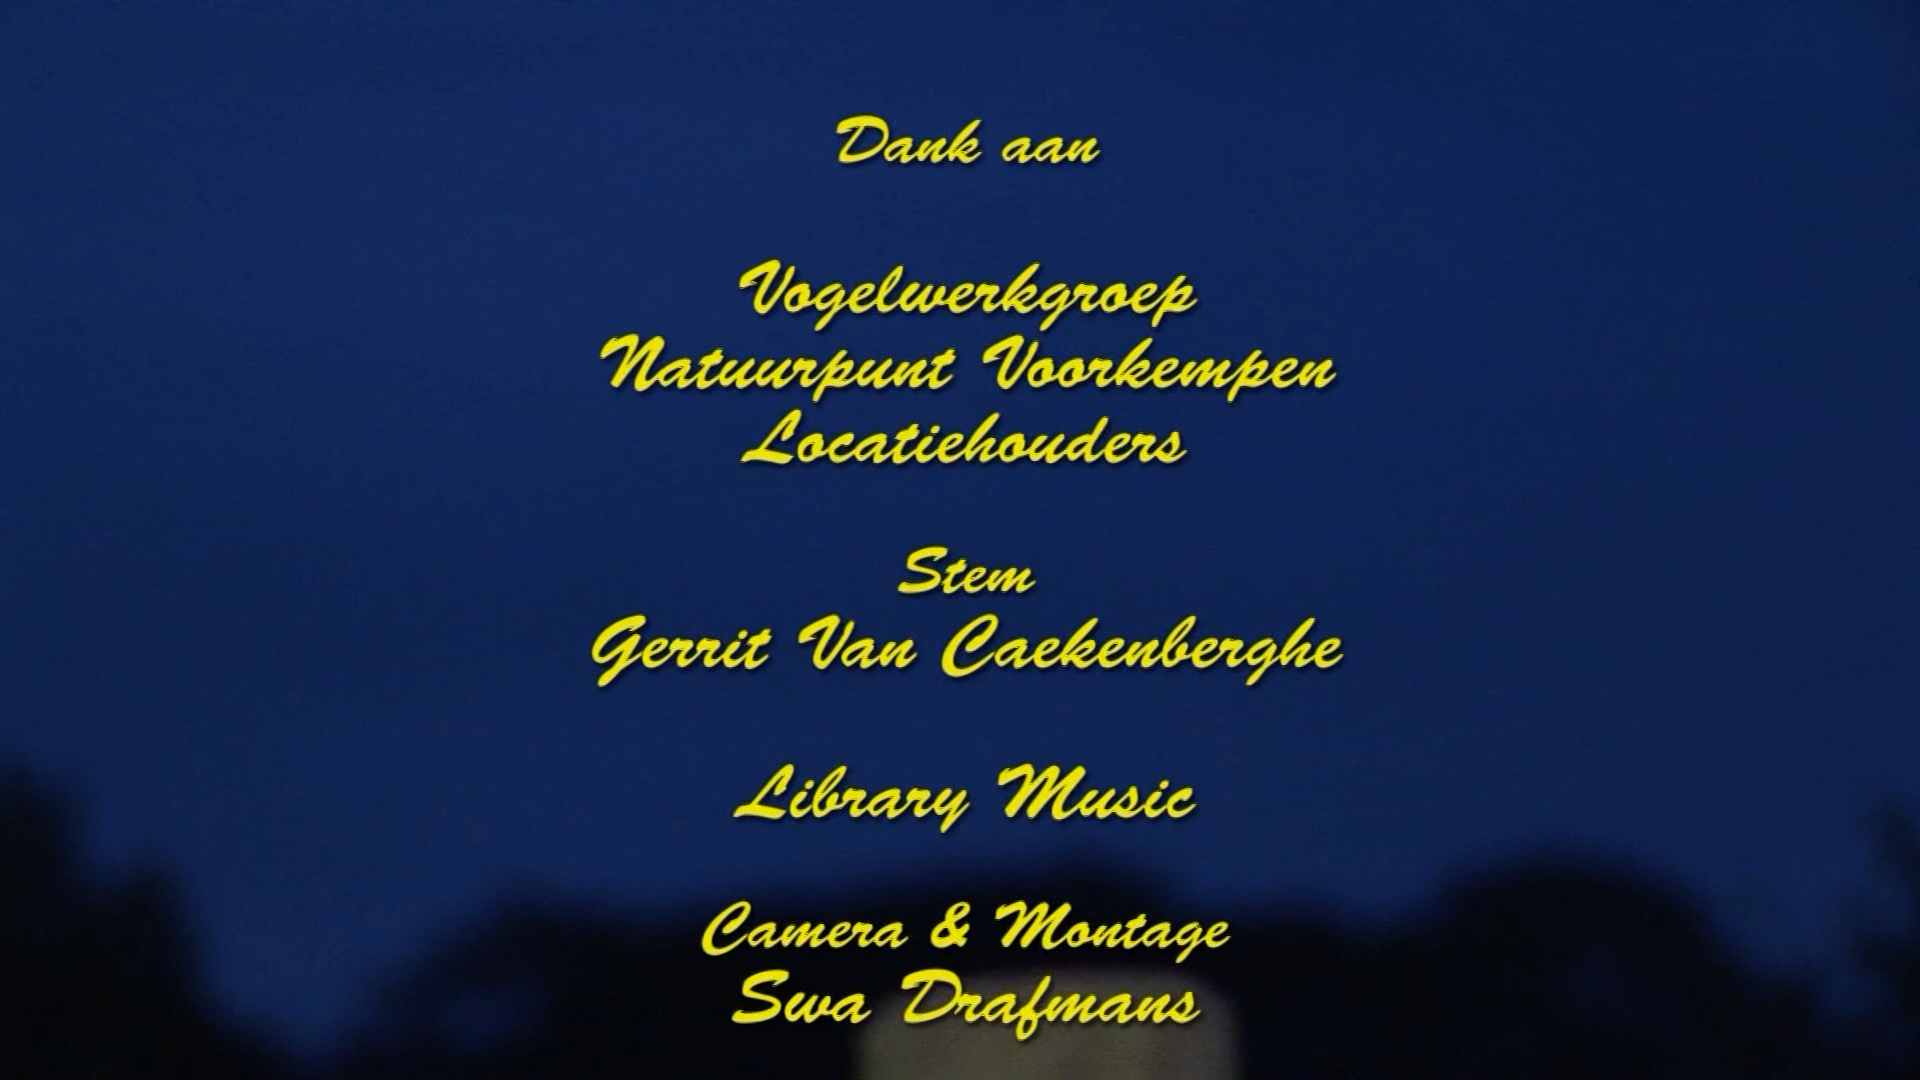 Dank aan
Vogelwerkgroep
Natuurpunt Voorkempen
Locatiehouders
Stem
Gerrit Van Caekenberghe
Library Music
Camera & Montage
Swa Drafmans